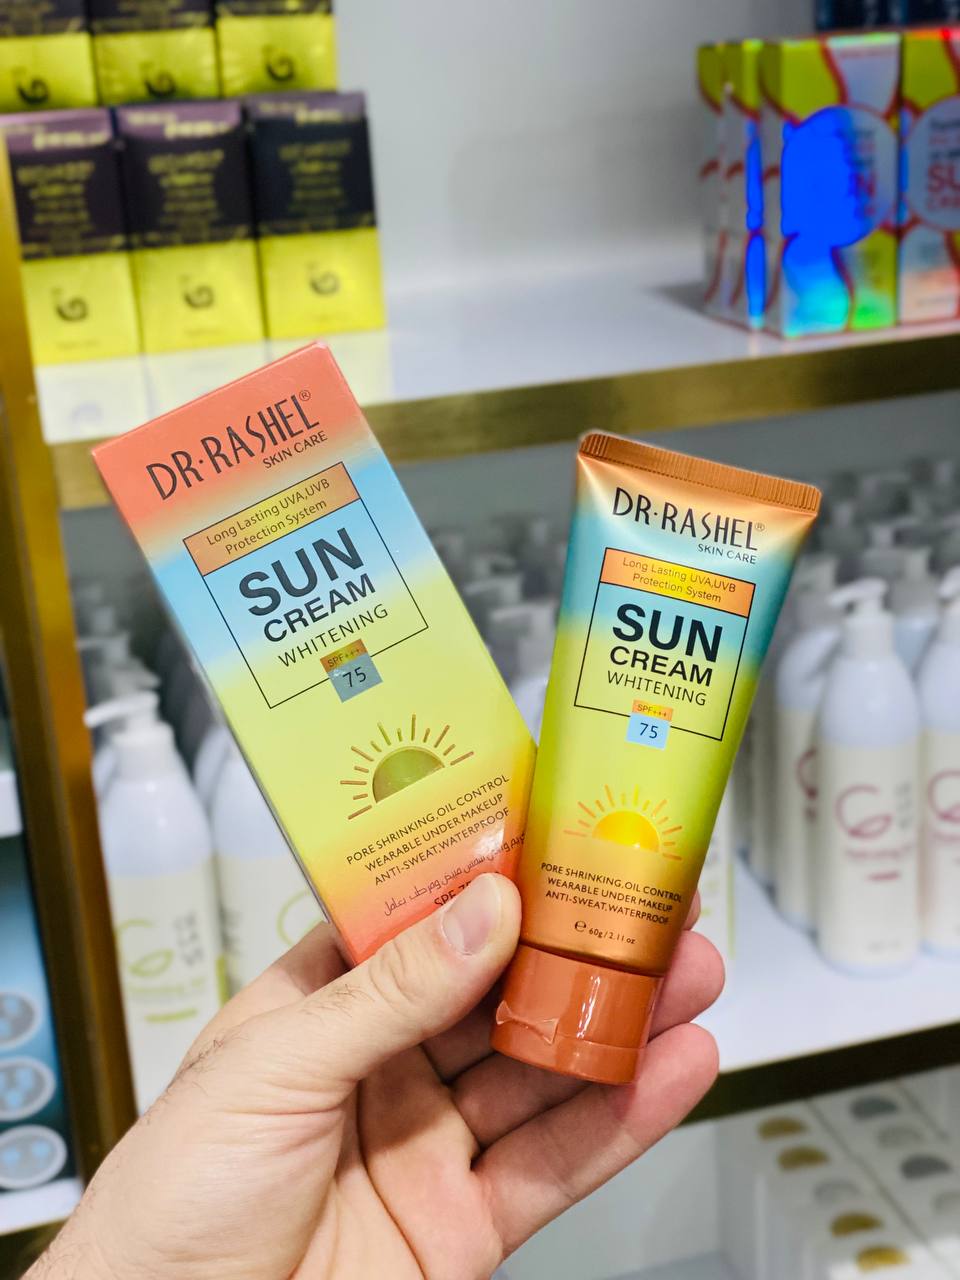 DR·RASHEL®
SKIN CARE
Long Lasting UVA,UVB
Protection System
SUN
CREAM
WHITENING
SPF+++
75
PORE SHRINKING,OIL CONTROL
WEARABLE UNDER MAKEUP
ANTI-SWEAT,WATERPROOF
DR·RASHEL®
SKIN CARE
Long Lasting UVA,UVB
Protection System
SUN
CREAM
WHITENING
SPF+++
75
PORE SHRINKING,OIL CONTROL
WEARABLE UNDER MAKEUP
ANTI-SWEAT,WATERPROOF
℮ 60g/2.11oz